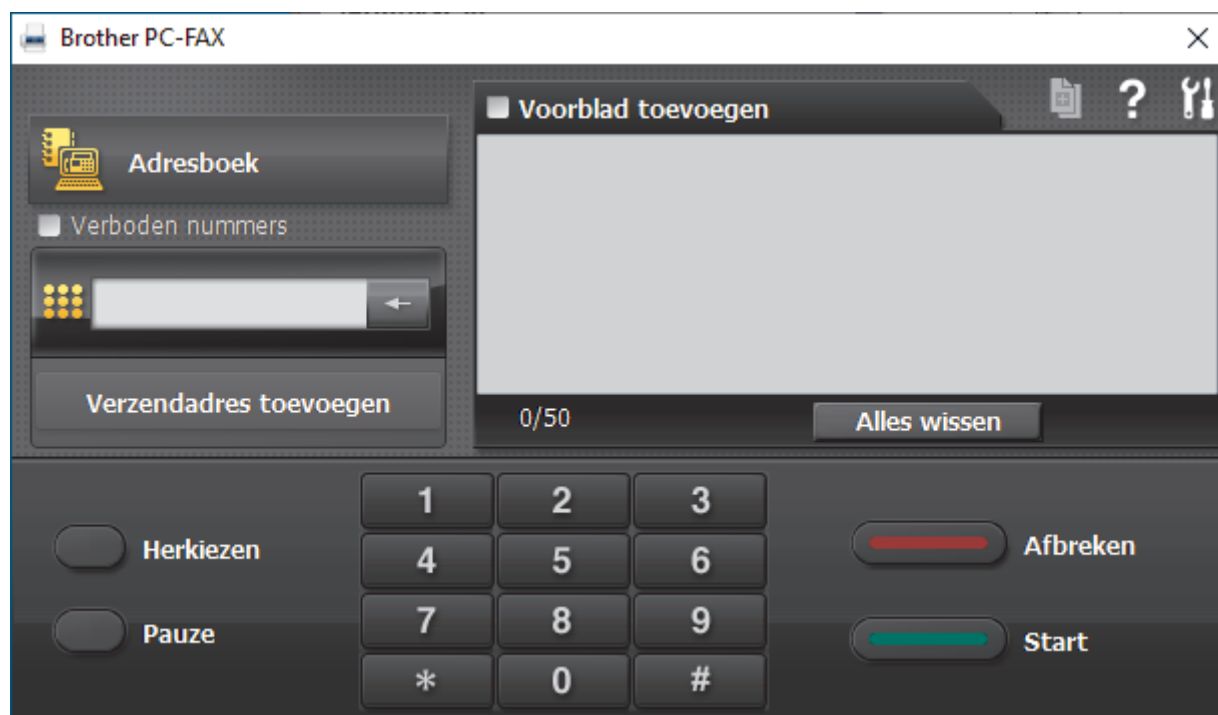 Brother PC-FAX
Voorblad toevoegen
?
Adresboek
Verboden nummers
Verzendadres toevoegen
0/50
Alles wissen
1 2 3
Herkiezen
4 5 6
Afbreken
Pauze
7 8 9
Start
* 0 #